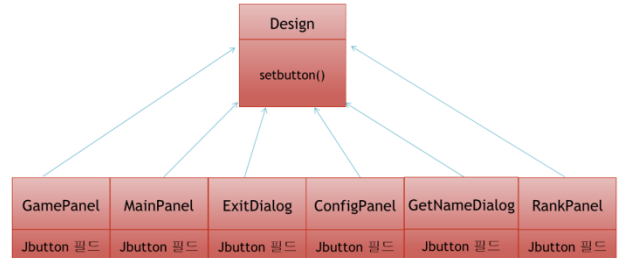 Design
setbutton()
GamePanel MainPanel ExitDialog ConfigPanel GetNameDialog RankPanel
Jbutton 필드 Jbutton 필드 Jbutton 필드 Jbutton 필드 Jbutton 필드 Jbutton 필드